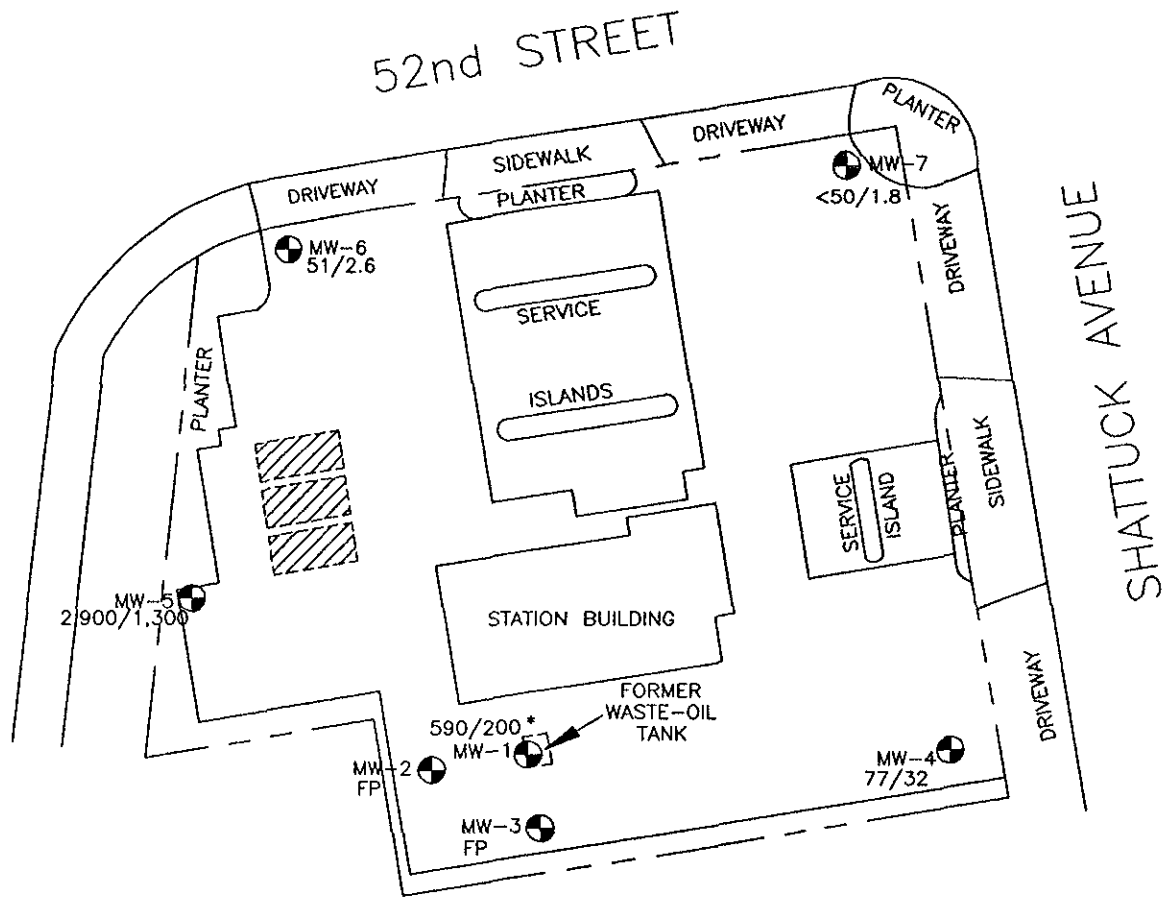 52nd STREET
PLANTER
DRIVEWAY
SIDEWALK
DRIVEWAY
PLANTER
MW-7
<50/1.8
MW-6
51/2.6
DRIVEWAY
SERVICE
ISLANDS
PLANTER
SHATTUCK AVENUE
SERVICE
ISLAND
PLANTER
SIDEWALK
MW-5
2,900/1,300
STATION BUILDING
FORMER
WASTE-OIL
TANK
590/200 *
MW-1
MW-2
FP
MW-3
FP
MW-4
77/32
DRIVEWAY